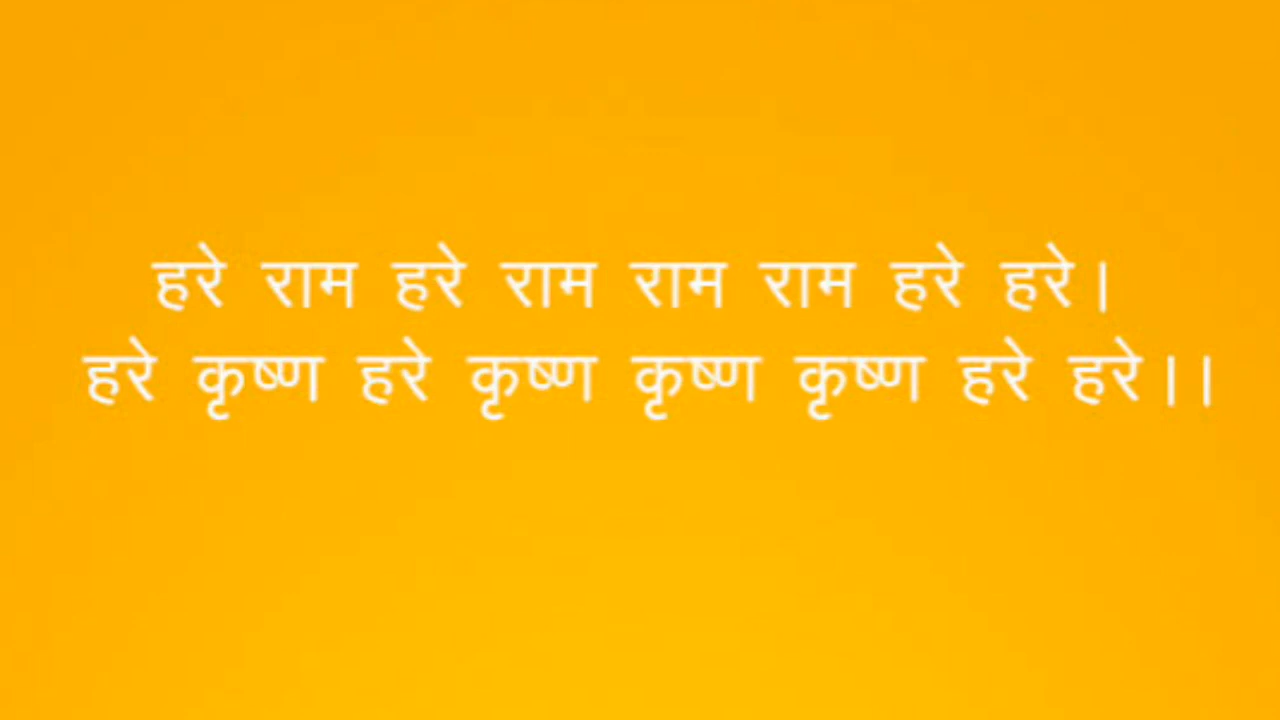 हरे राम हरे राम राम राम हरे हरे।
हरे कृष्ण हरे कृष्ण कृष्ण कृष्ण हरे हरे।।